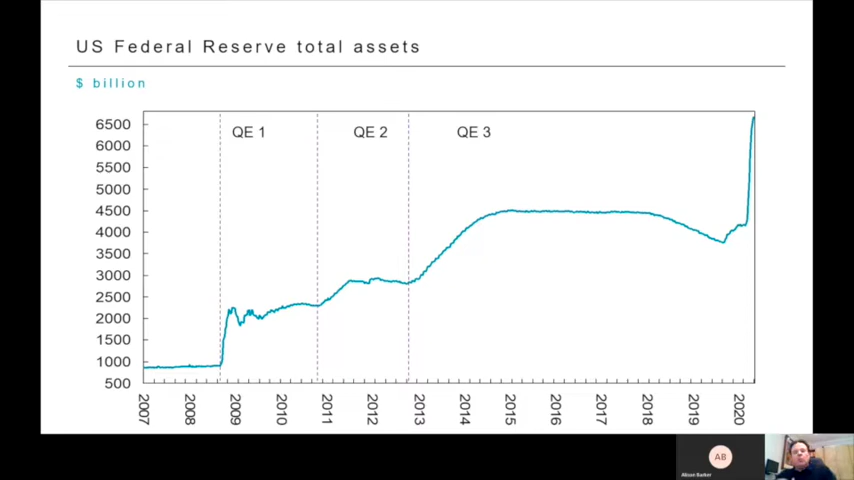 US Federal Reserve total assets
$ billion
QE 1 QE 2 QE 3
6500
6000
5500
5000
4500
4000
3500
3000
2500
2000
1500
1000
500
2007 2008 2009 2010 2011 2012 2013 2014 2015 2016 2017 2018 2019 2020
AB
Alison Barker